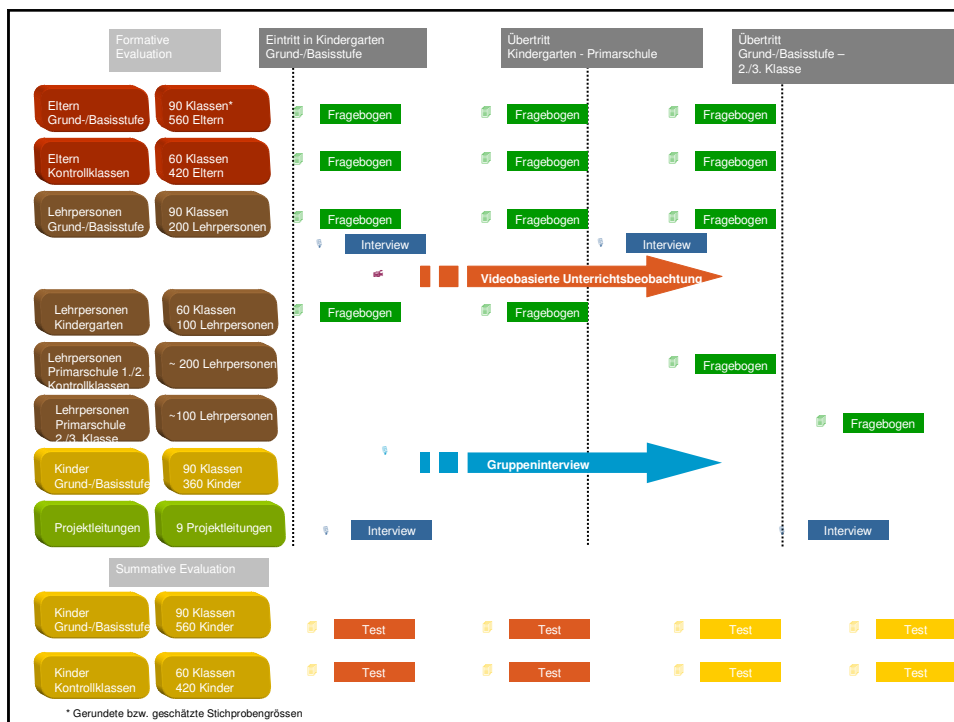 Formative
Evaluation
Eintritt in Kindergarten
Grund-/Basisstufe
Übertritt
Kindergarten - Primarschule
Übertritt
Grund-/Basisstufe –
2./3. Klasse
Eltern
Grund-/Basisstufe
90 Klassen*
560 Eltern
Fragebogen
Fragebogen
Fragebogen
Eltern
Kontrollklassen
60 Klassen
420 Eltern
Fragebogen
Fragebogen
Fragebogen
Lehrpersonen
Grund-/Basisstufe
90 Klassen
200 Lehrpersonen
Fragebogen
Fragebogen
Fragebogen
Interview
Interview
Videobasierte Unterrichtsbeobachtung
Lehrpersonen
Kindergarten
60 Klassen
100 Lehrpersonen
Fragebogen
Fragebogen
Lehrpersonen
Primarschule 1./2.
Kontrollklassen
~ 200 Lehrpersonen
Fragebogen
Lehrpersonen
Primarschule
2./3. Klasse
~100 Lehrpersonen
Fragebogen
Kinder
Grund-/Basisstufe
90 Klassen
360 Kinder
Gruppeninterview
Projektleitungen
9 Projektleitungen
Interview
Interview
Summative Evaluation
Kinder
Grund-/Basisstufe
90 Klassen
560 Kinder
Test
Test
Test
Test
Kinder
Kontrollklassen
60 Klassen
420 Kinder
Test
Test
Test
Test
* Gerundete bzw. geschätzte Stichprobengrössen